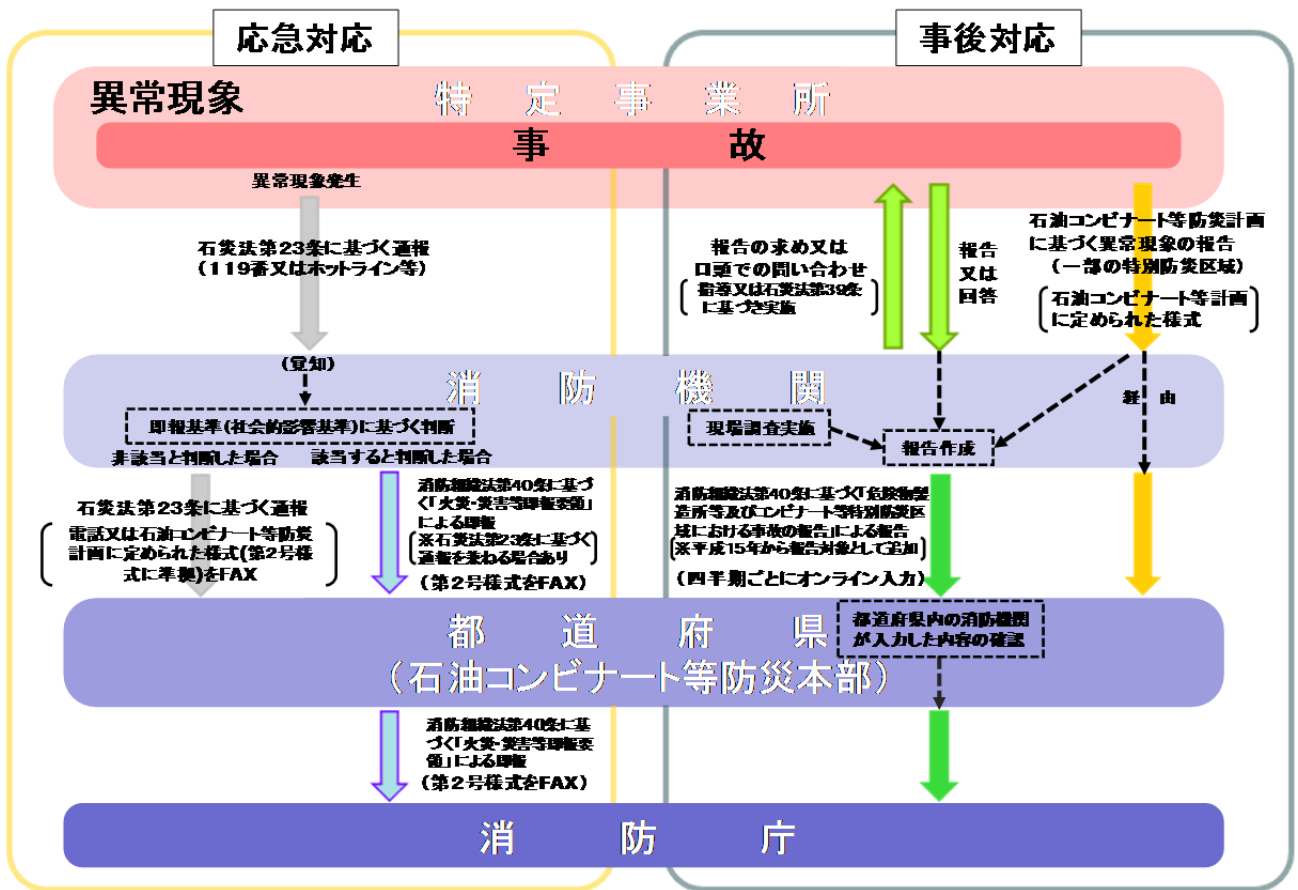 応急対応
事後対応
異常現象
特定事業所
事故
異常現象発生
石災法第23条に基づく通報
(119番又はホットライン等)
報告の求め又は
口頭での問い合わせ
指導又は石災法第39条
に基づき実施
報告
又は
回答
石油コンビナート等防災計画
に基づく異常現象の報告
(一部の特別防災区域)
石油コンビナート等計画
に定められた様式
(覚知)
消防機関
経由
即報基準(社会的影響基準)に基づく判断
現場調査実施
報告作成
非該当と判断した場合
該当すると判断した場合
石災法第23条に基づく通報
電話又は石油コンビナート等防災
計画に定められた様式(第2号様
式に準拠)をFAX
消防組織法第40条に基づ
く「火災・災害等即報要領」
による即報
※石災法第23条に基づく
通報を兼ねる場合あり
(第2号様式をFAX)
消防組織法第40条に基づく「危険物製
造所等及びコンビナート等特別防災区
域における事故の報告」による報告
※平成15年から報告対象として追加
(四半期ごとにオンライン入力)
都道府県
(石油コンビナート等防災本部)
都道府県内の消防機関
が入力した内容の確認
消防組織法第40条に基
づく「火災・災害等即報要
領」による即報
(第2号様式をFAX)
消防庁